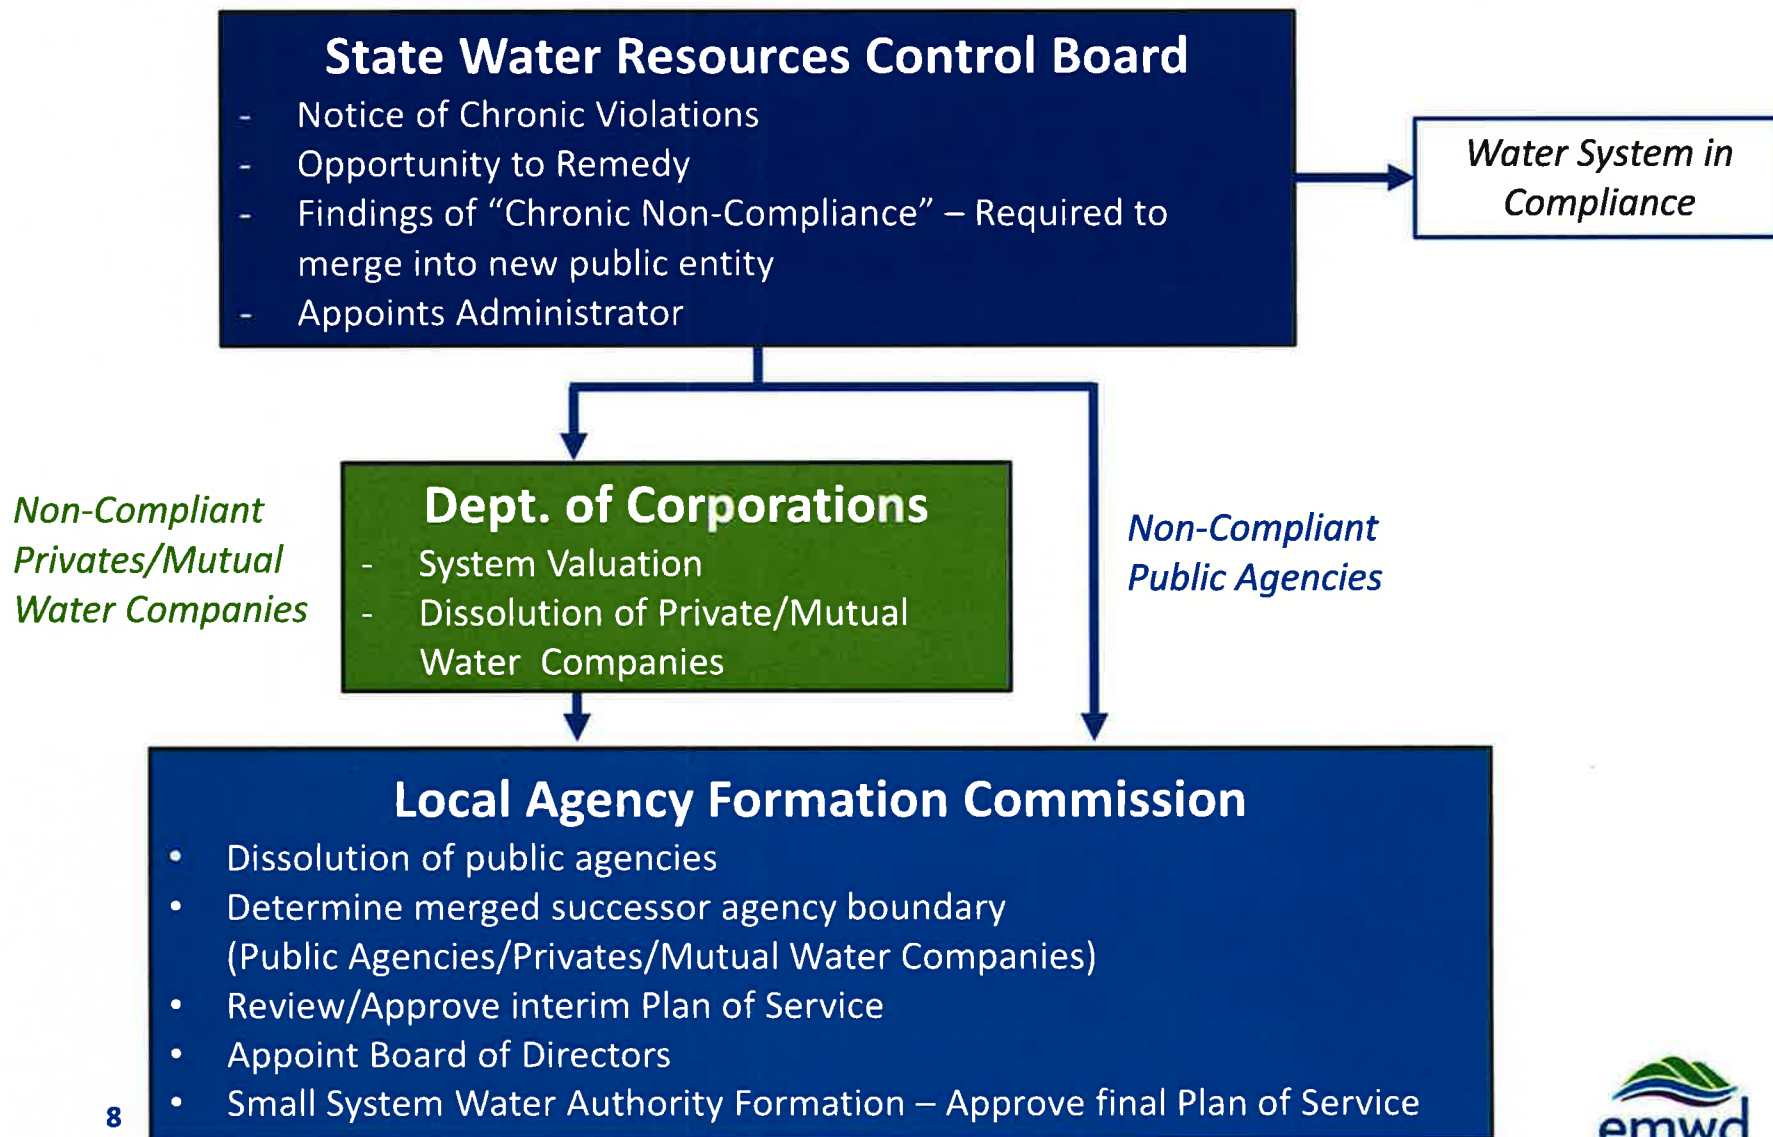 State Water Resources Control Board
- Notice of Chronic Violations
- Opportunity to Remedy
- Findings of “Chronic Non-Compliance” – Required to
merge into new public entity
- Appoints Administrator
Water System in
Compliance
Non-Compliant
Privates/Mutual
Water Companies
Dept. of Corporations
- System Valuation
- Dissolution of Private/Mutual
Water Companies
Non-Compliant
Public Agencies
Local Agency Formation Commission
• Dissolution of public agencies
• Determine merged successor agency boundary
(Public Agencies/Privates/Mutual Water Companies)
• Review/Approve interim Plan of Service
• Appoint Board of Directors
• Small System Water Authority Formation – Approve final Plan of Service
8
emwd